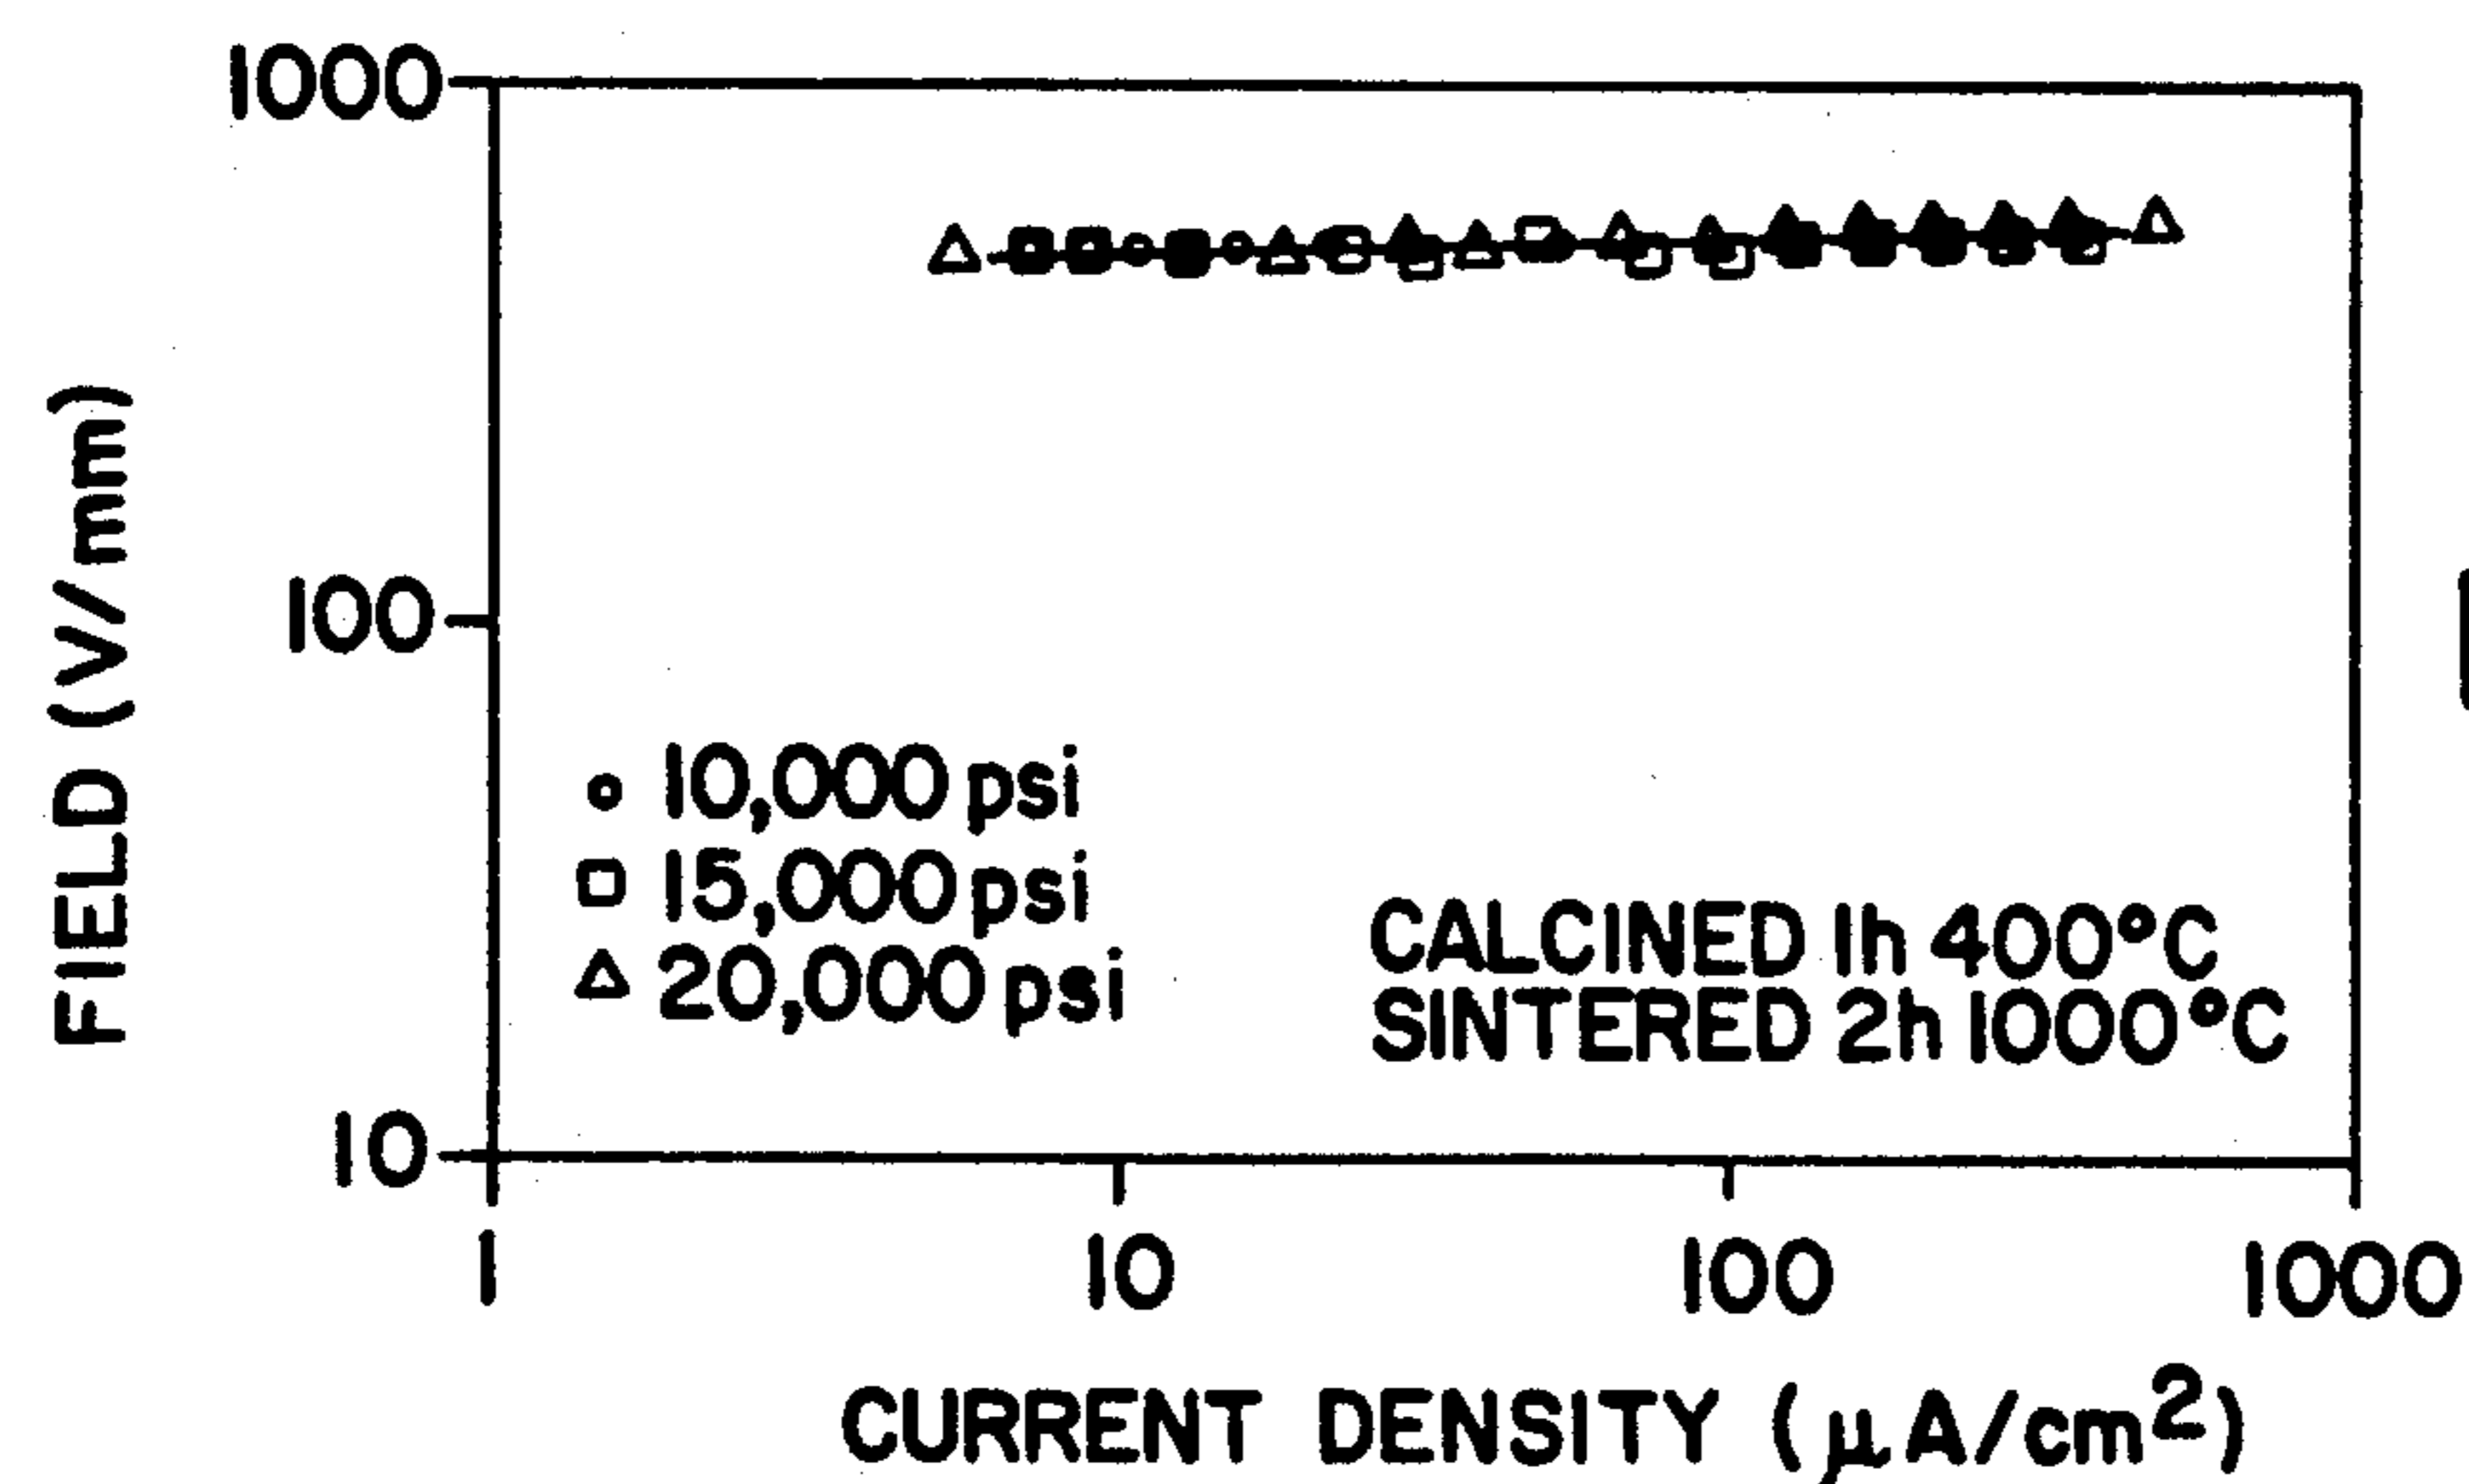 1000
100
10
FIELD (V/mm)
10,000 psi
15,000 psi
20,000 psi
CALCINED 1h 400°C
SINTERED 2h 1000°C
1 10 100 1000
CURRENT DENSITY (μA/cm²)